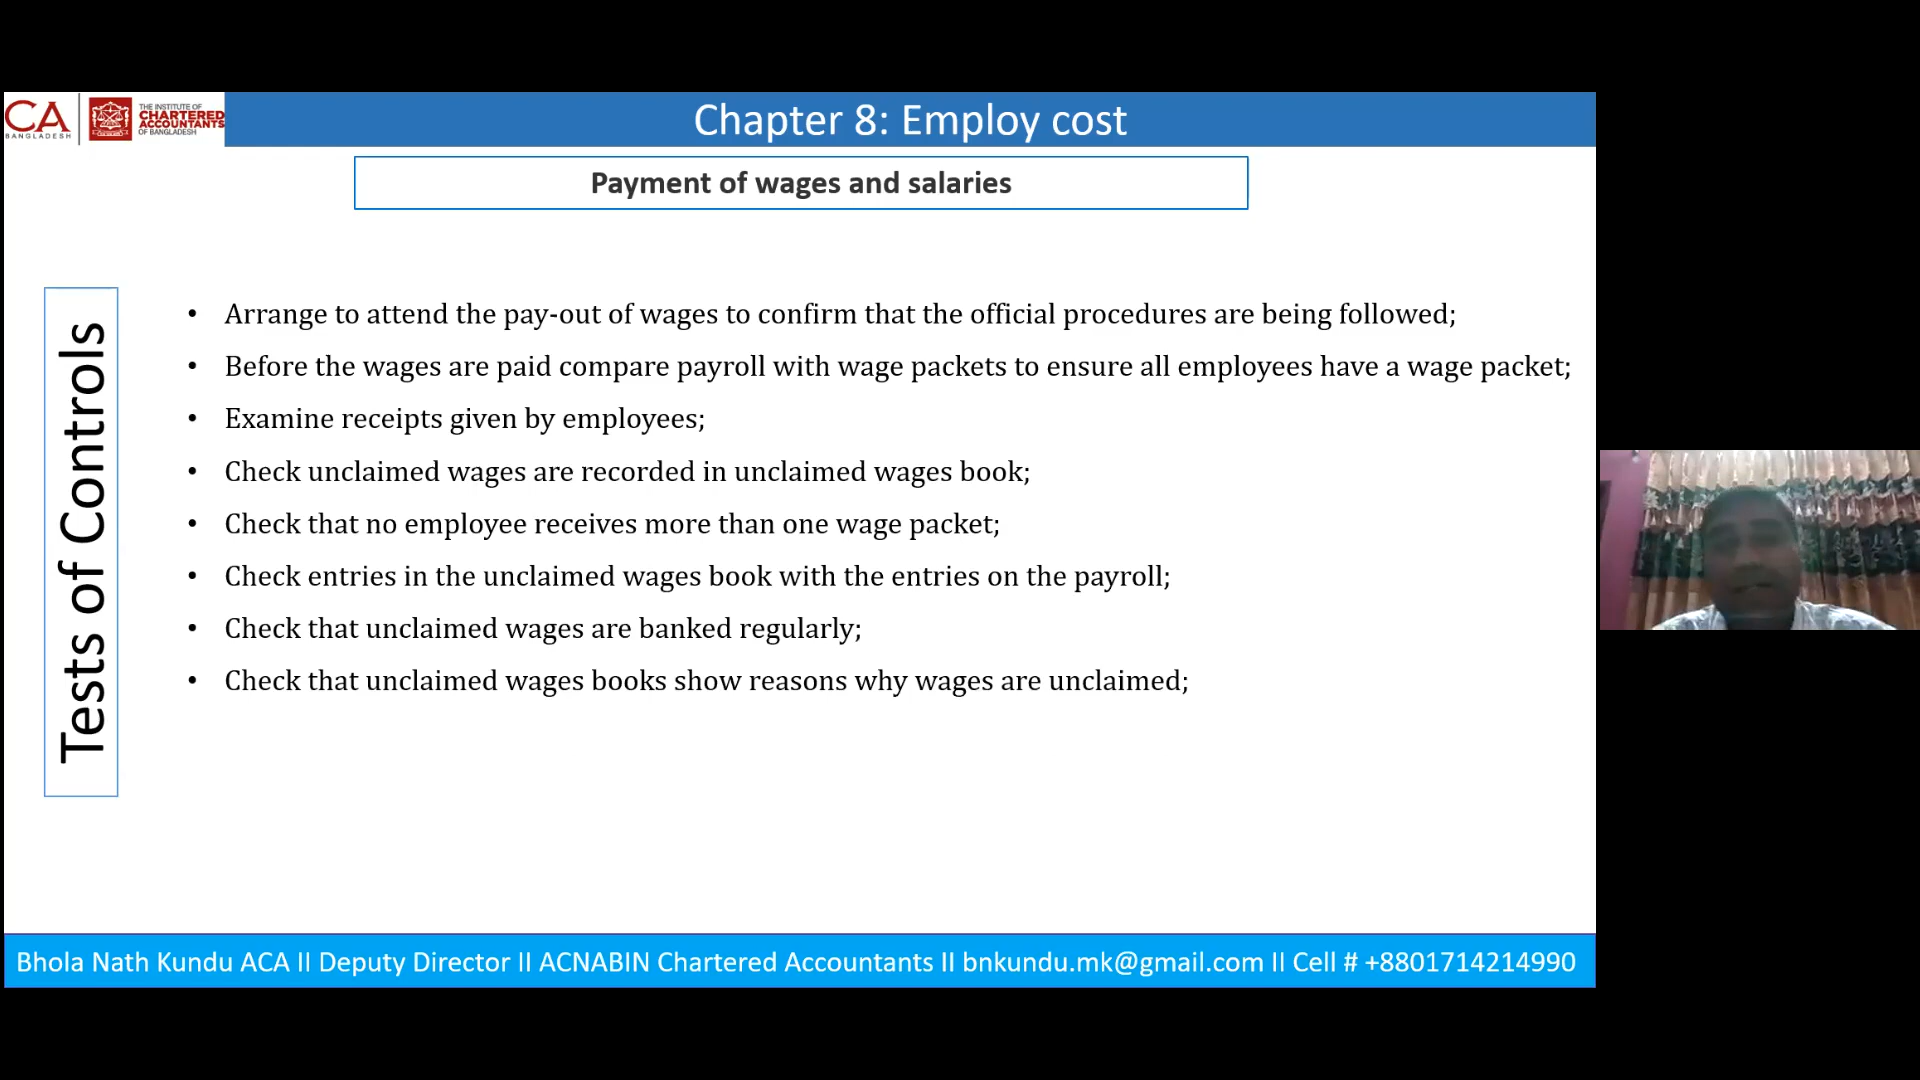 CA
BANGLADESH
THE INSTITUTE OF
CHARTERED
ACCOUNTANTS
OF BANGLADESH
Chapter 8: Employ cost
Payment of wages and salaries
Tests of Controls
• Arrange to attend the pay-out of wages to confirm that the official procedures are being followed;
• Before the wages are paid compare payroll with wage packets to ensure all employees have a wage packet;
• Examine receipts given by employees;
• Check unclaimed wages are recorded in unclaimed wages book;
• Check that no employee receives more than one wage packet;
• Check entries in the unclaimed wages book with the entries on the payroll;
• Check that unclaimed wages are banked regularly;
• Check that unclaimed wages books show reasons why wages are unclaimed;
Bhola Nath Kundu ACA II Deputy Director II ACNABIN Chartered Accountants II bnkundu.mk@gmail.com II Cell # +8801714214990